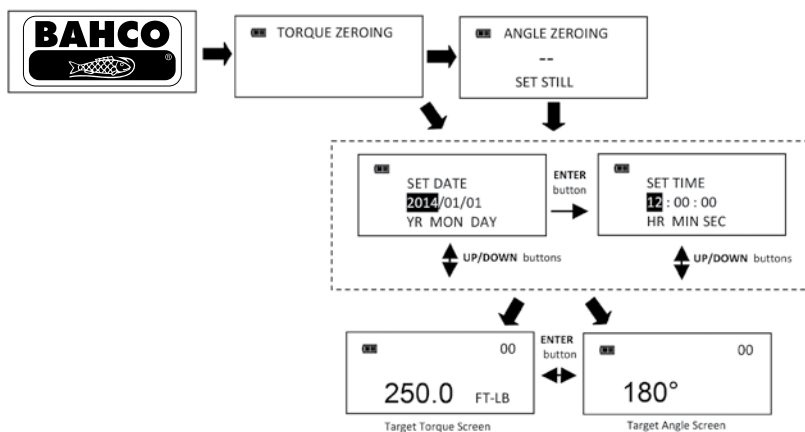 BAHCO
®
TORQUE ZEROING
ANGLE ZEROING
--
SET STILL
SET DATE
2014/01/01
YR MON DAY
ENTER
button
SET TIME
12 : 00 : 00
HR MIN SEC
UP/DOWN buttons
UP/DOWN buttons
00
250.0 FT-LB
Target Torque Screen
ENTER
button
00
180°
Target Angle Screen